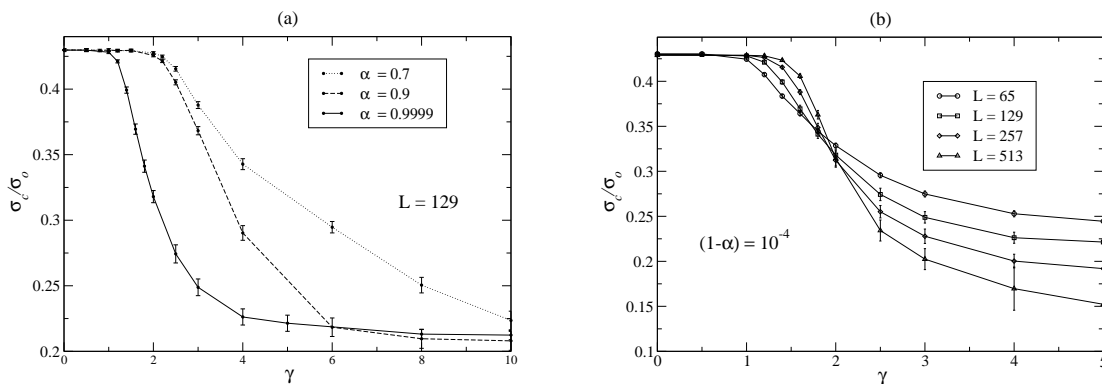 (a)
0.4
0.35
0.3
0.25
0.2
σc/σo
0
2
4
6
8
10
γ
α = 0.7
α = 0.9
α = 0.9999
L = 129
(b)
0.4
0.35
0.3
0.25
0.2
0.15
0.1
σc/σo
0
1
2
3
4
5
γ
L = 65
L = 129
L = 257
L = 513
(1-α) = 10⁻⁴